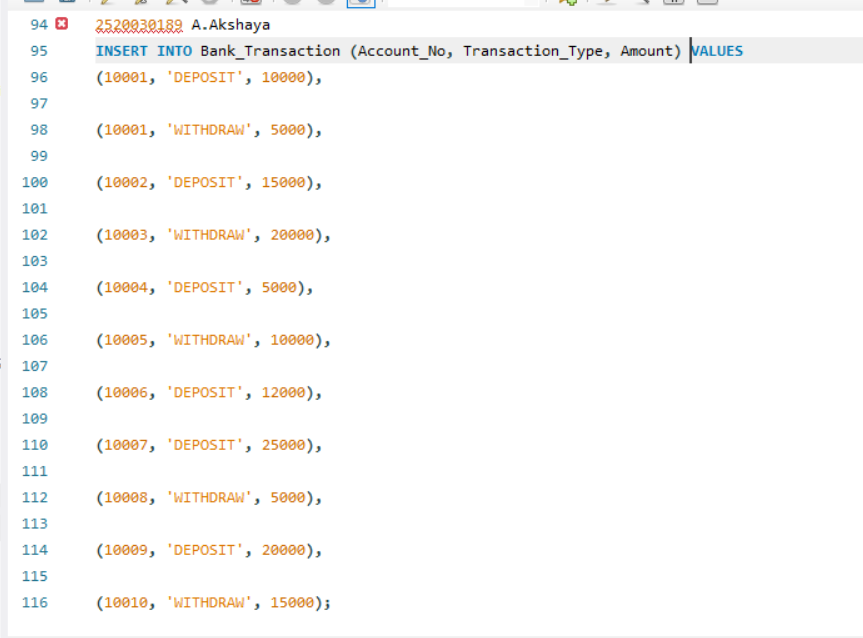 94 2520030189 A.Akshaya
95 INSERT INTO Bank_Transaction (Account_No, Transaction_Type, Amount) VALUES
96 (10001, 'DEPOSIT', 10000),
97
98 (10001, 'WITHDRAW', 5000),
99
100 (10002, 'DEPOSIT', 15000),
101
102 (10003, 'WITHDRAW', 20000),
103
104 (10004, 'DEPOSIT', 5000),
105
106 (10005, 'WITHDRAW', 10000),
107
108 (10006, 'DEPOSIT', 12000),
109
110 (10007, 'DEPOSIT', 25000),
111
112 (10008, 'WITHDRAW', 5000),
113
114 (10009, 'DEPOSIT', 20000),
115
116 (10010, 'WITHDRAW', 15000);